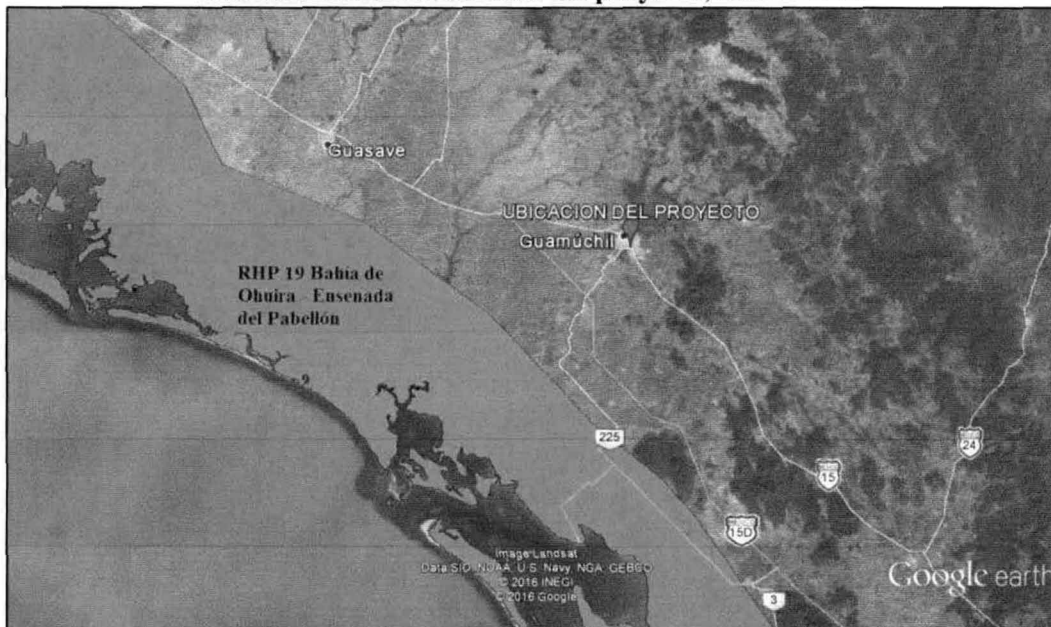 Guasave
UBICACION DEL PROYECTO
Guamúchil
RHP 19 Bahía de
Ohuira Ensenada
del Pabellón
225
24
15
15D
3
Image Landsat
Data SIO, NOAA, U.S. Navy, NGA, GEBCO
© 2016 INEGI
© 2016 Google
Google earth